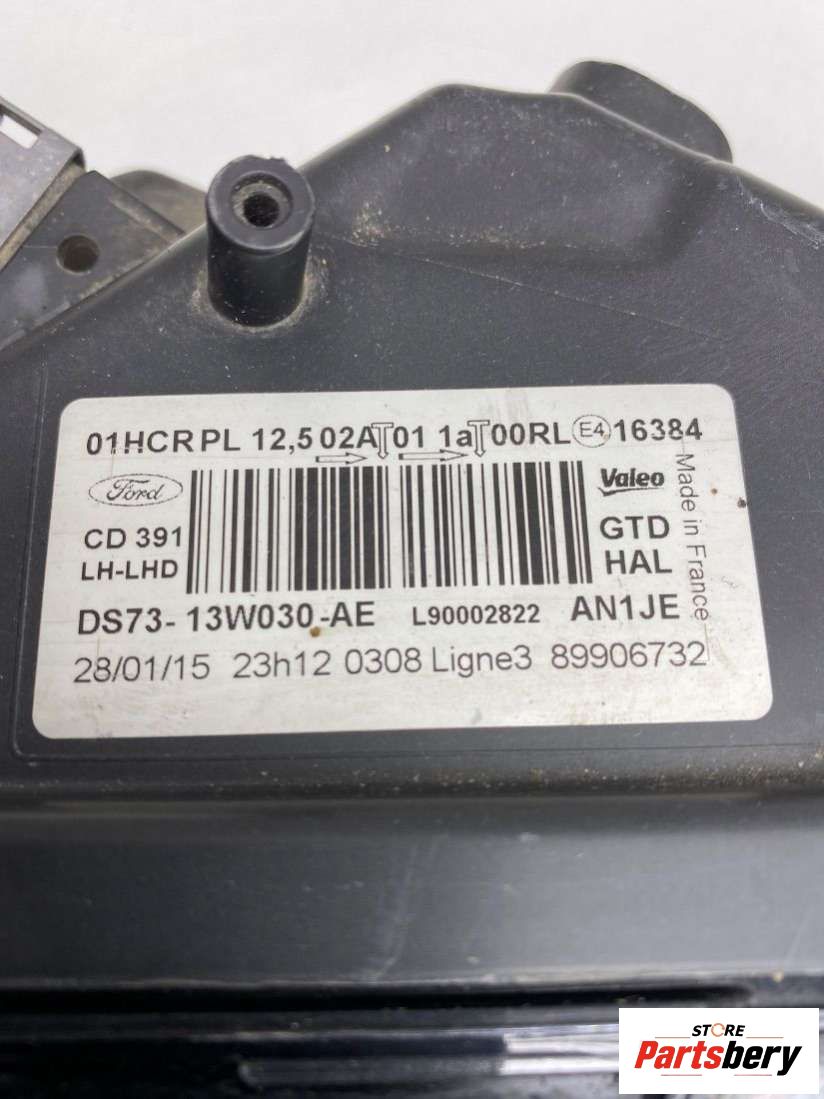 01HCR PL 12,5 02A 01 1a 00RL E4 16384
Ford
Valeo
Made in France
CD 391
GTD
LH-LHD
HAL
DS73- 13W030-AE L90002822 AN1JE
28/01/15 23h12 0308 Ligne3 89906732
STORE
Partsbery